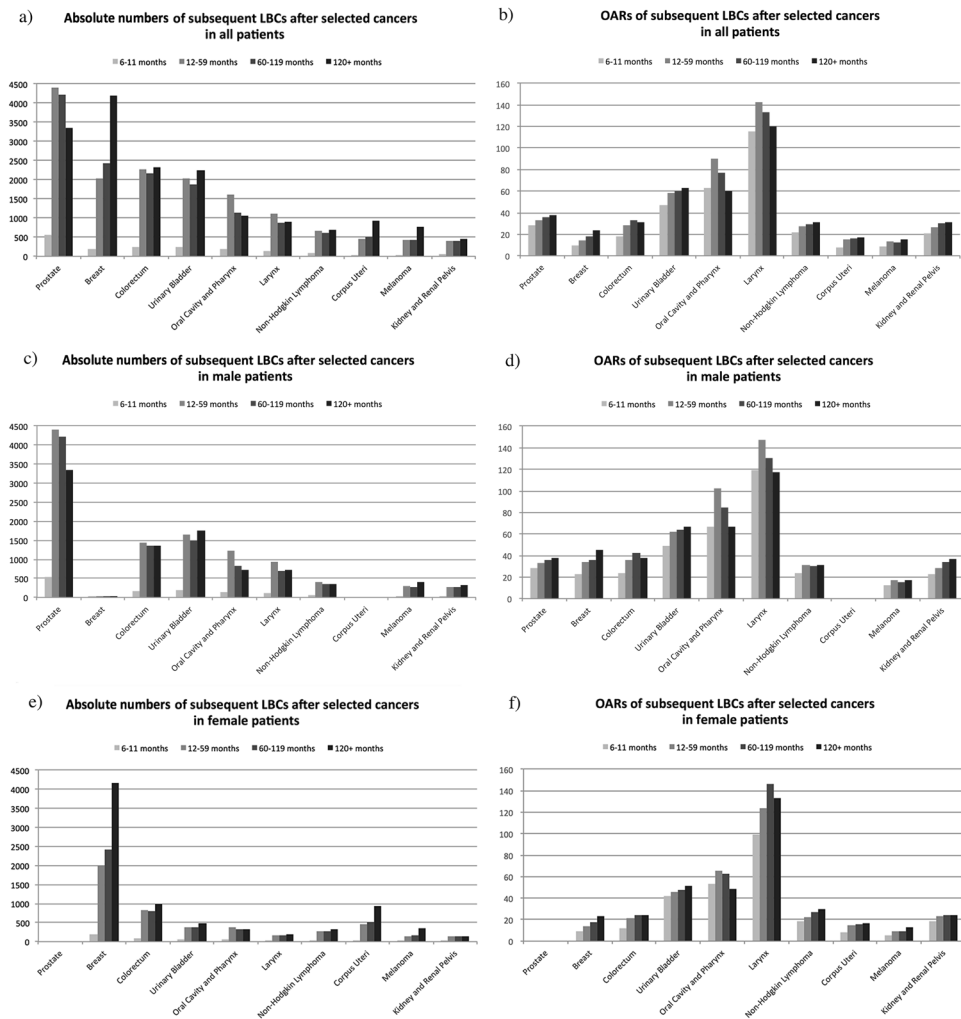 a)
Absolute numbers of subsequent LBCs after selected cancers
in all patients
6-11 months 12-59 months 60-119 months 120+ months
4500
4000
3500
3000
2500
2000
1500
1000
500
0
Prostate
Breast
Colorectum
Urinary Bladder
Oral Cavity and Pharynx
Larynx
Non-Hodgkin Lymphoma
Corpus Uteri
Melanoma
Kidney and Renal Pelvis
b)
OARs of subsequent LBCs after selected cancers
in all patients
6-11 months 12-59 months 60-119 months 120+ months
160
140
120
100
80
60
40
20
0
Prostate
Breast
Colorectum
Urinary Bladder
Oral Cavity and Pharynx
Larynx
Non-Hodgkin Lymphoma
Corpus Uteri
Melanoma
Kidney and Renal Pelvis
c)
Absolute numbers of subsequent LBCs after selected cancers
in male patients
6-11 months 12-59 months 60-119 months 120+ months
4500
4000
3500
3000
2500
2000
1500
1000
500
0
Prostate
Breast
Colorectum
Urinary Bladder
Oral Cavity and Pharynx
Larynx
Non-Hodgkin Lymphoma
Corpus Uteri
Melanoma
Kidney and Renal Pelvis
d)
OARs of subsequent LBCs after selected cancers
in male patients
6-11 months 12-59 months 60-119 months 120+ months
160
140
120
100
80
60
40
20
0
Prostate
Breast
Colorectum
Urinary Bladder
Oral Cavity and Pharynx
Larynx
Non-Hodgkin Lymphoma
Corpus Uteri
Melanoma
Kidney and Renal Pelvis
e)
Absolute numbers of subsequent LBCs after selected cancers
in female patients
6-11 months 12-59 months 60-119 months 120+ months
4500
4000
3500
3000
2500
2000
1500
1000
500
0
Prostate
Breast
Colorectum
Urinary Bladder
Oral Cavity and Pharynx
Larynx
Non-Hodgkin Lymphoma
Corpus Uteri
Melanoma
Kidney and Renal Pelvis
f)
OARs of subsequent LBCs after selected cancers
in female patients
6-11 months 12-59 months 60-119 months 120+ months
160
140
120
100
80
60
40
20
0
Prostate
Breast
Colorectum
Urinary Bladder
Oral Cavity and Pharynx
Larynx
Non-Hodgkin Lymphoma
Corpus Uteri
Melanoma
Kidney and Renal Pelvis